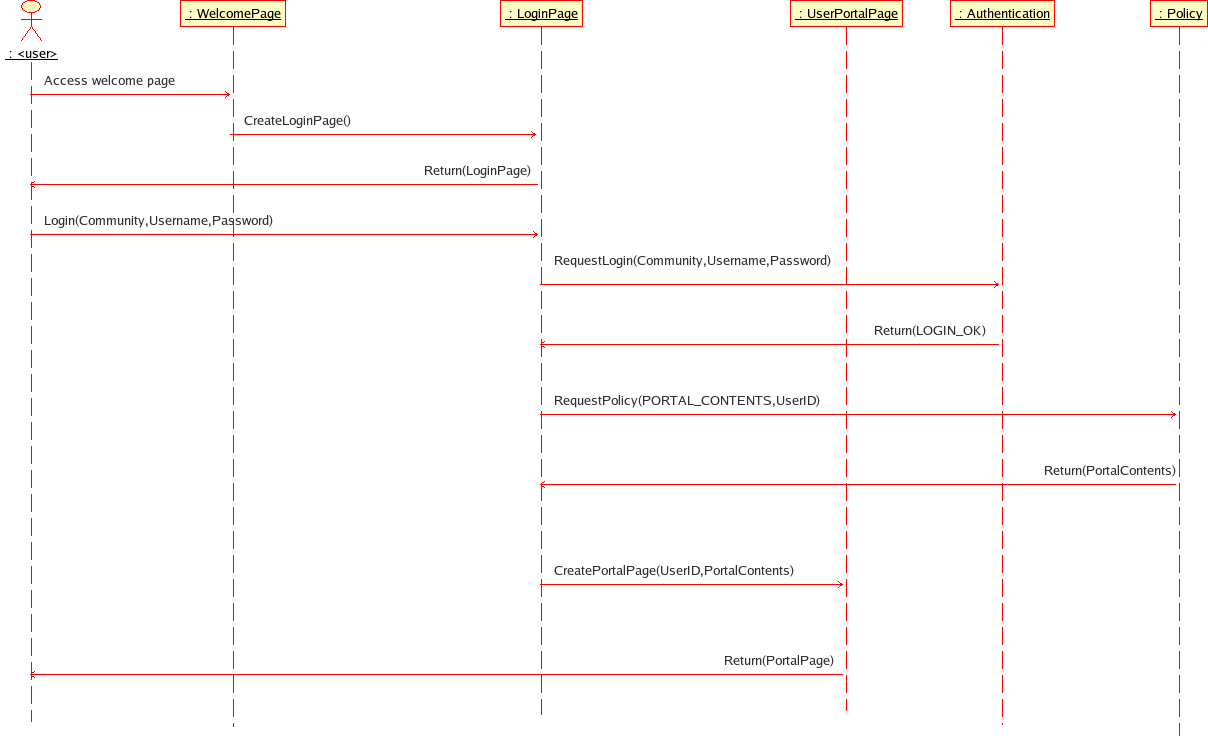 : WelcomePage
: LoginPage
: UserPortalPage
: Authentication
: Policy
: <user>
Access welcome page
CreateLoginPage()
Return(LoginPage)
Login(Community,Username,Password)
RequestLogin(Community,Username,Password)
Return(LOGIN_OK)
RequestPolicy(PORTAL_CONTENTS,UserID)
Return(PortalContents)
CreatePortalPage(UserID,PortalContents)
Return(PortalPage)